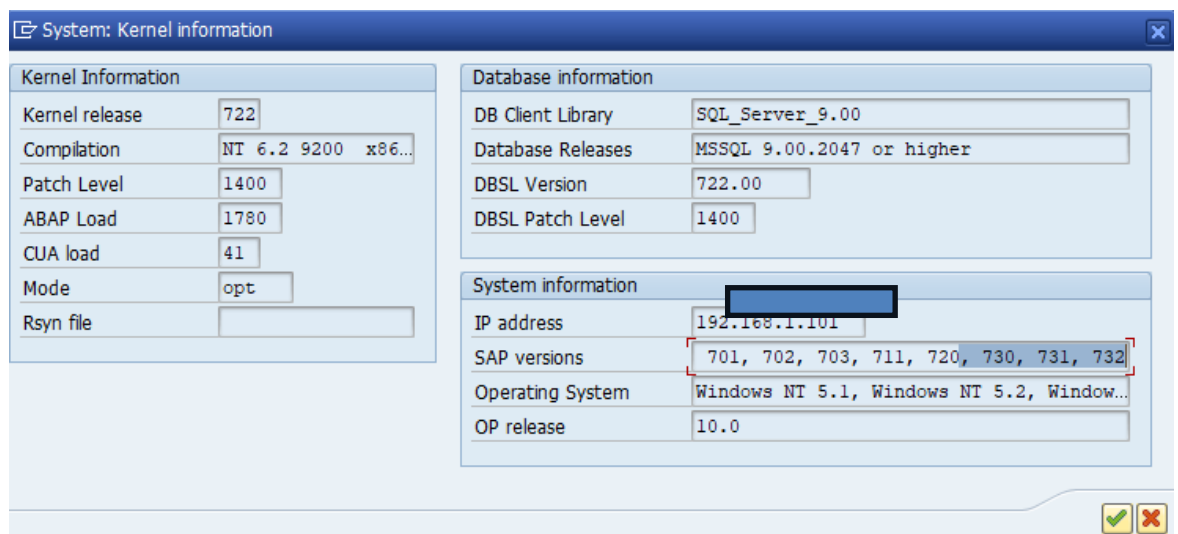 System: Kernel information
Kernel Information
Kernel release 722
Compilation NT 6.2 9200 x86...
Patch Level 1400
ABAP Load 1780
CUA load 41
Mode opt
Rsyn file
Database information
DB Client Library SQL_Server_9.00
Database Releases MSSQL 9.00.2047 or higher
DBSL Version 722.00
DBSL Patch Level 1400
System information
IP address 192.168.1.101
SAP versions 701, 702, 703, 711, 720, 730, 731, 732
Operating System Windows NT 5.1, Windows NT 5.2, Window...
OP release 10.0